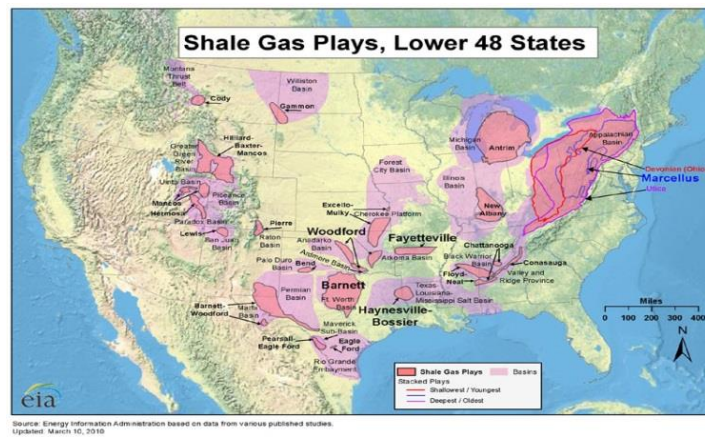 Shale Gas Plays, Lower 48 States
Montana
Thrust
Belt
Cody
Williston
Basin
Gammon
Hilliard-
Baxter-
Mancos
Greater
Green
River
Basin
Uinta Basin
Piceance
Basin
Mancos
Hermosa
Paradox Basin
Lewis
San Juan
Basin
Pierre
Raton
Basin
Forest
City Basin
Excello-
Mulky
Cherokee Platform
Woodford
Anadarko
Basin
Ardmore Basin
Palo Duro
Basin
Bend
Fayetteville
Arkoma Basin
Michigan
Basin
Antrim
Illinois
Basin
New
Albany
Appalachian
Basin
Devonian (Ohio)
Marcellus
Utica
Chattanooga
Black Warrior
Basin
Conasauga
Floyd-
Neal
Valley and
Ridge Province
Barnett
Ft. Worth
Basin
Permian
Basin
Barnett-
Woodford
Marfa
Basin
Haynesville-
Bossier
Texas-
Louisiana-
Mississippi Salt Basin
Maverick
Sub-Basin
Pearsall-
Eagle Ford
Eagle
Ford
Rio Grande
Embayment
Miles
0 100 200 300 400
N
Shale Gas Plays
Basins
Stacked Plays
Shallowest / Youngest
Deepest / Oldest
eia
Source: Energy Information Administration based on data from various published studies.
Updated: March 10, 2010